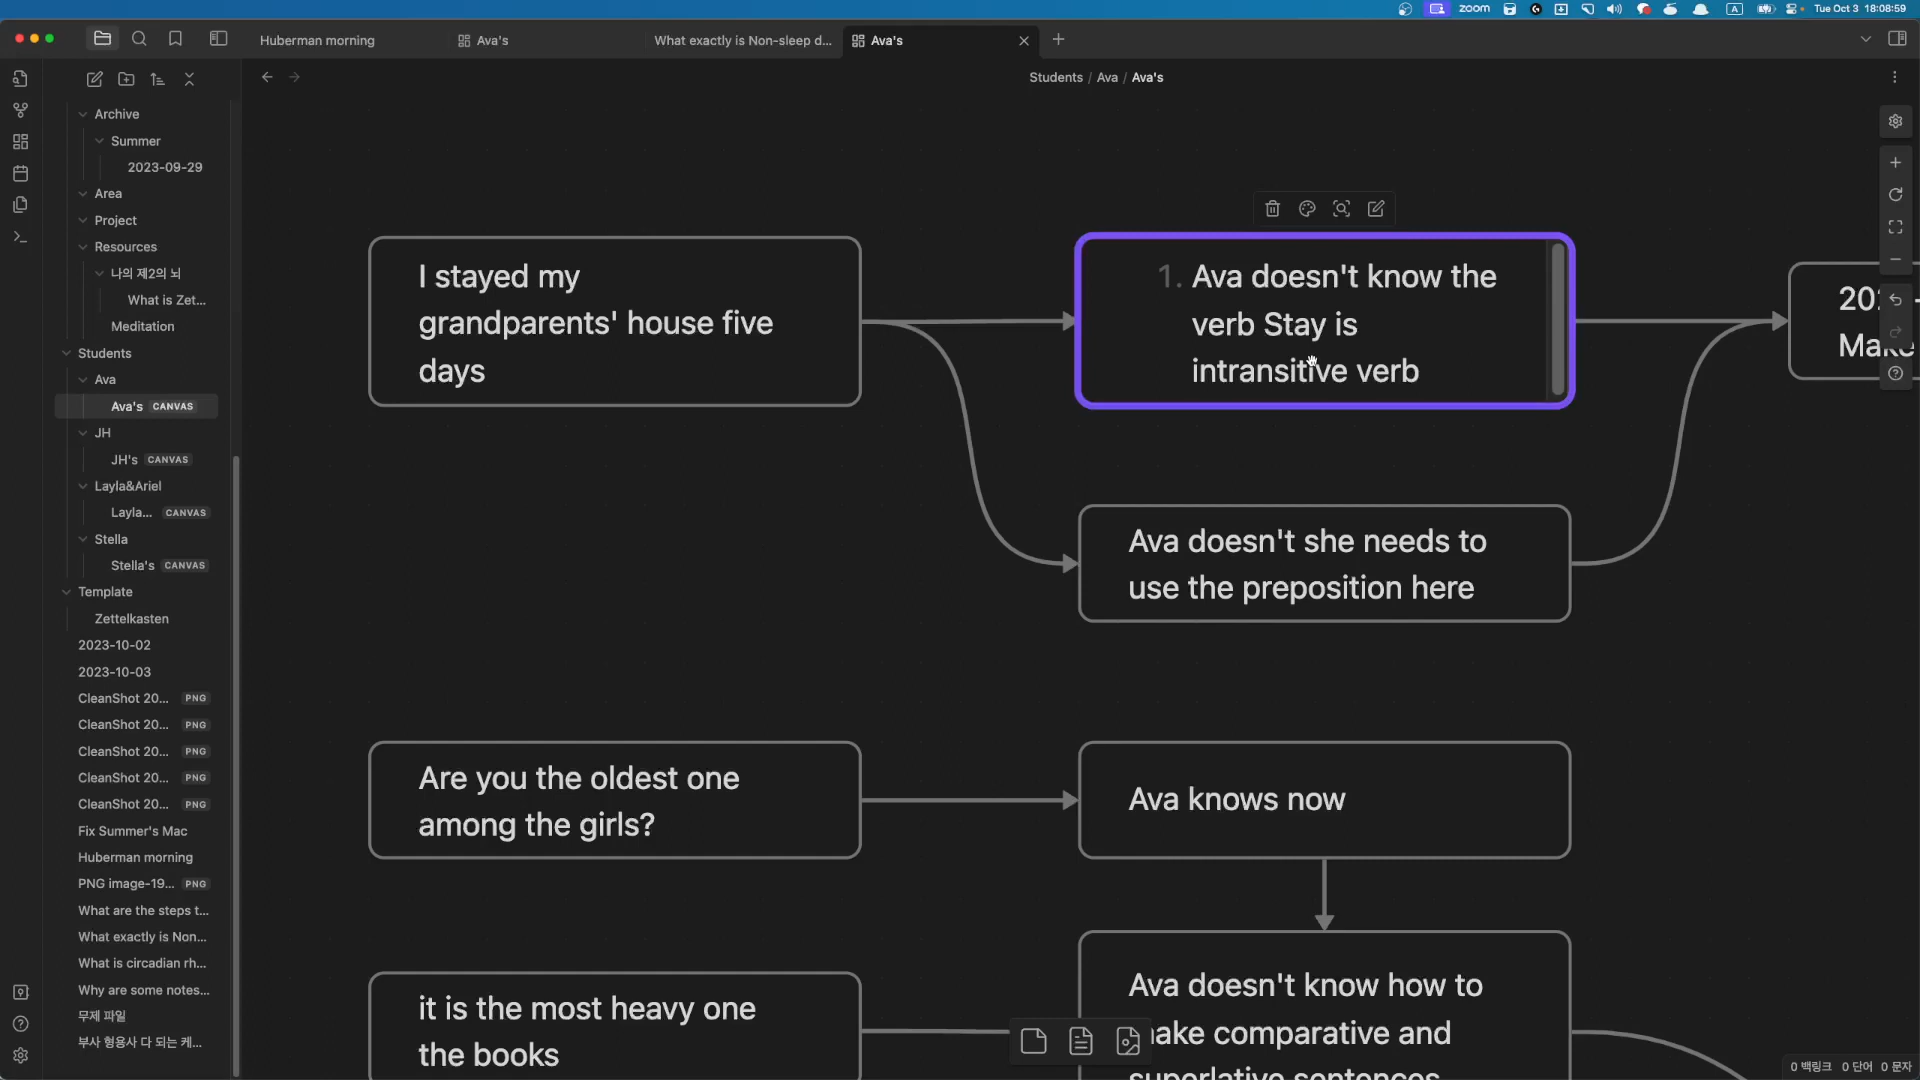 zoom
A
Tue Oct 3 18:08:59
Huberman morning
Ava's
What exactly is Non-sleep d...
Ava's
Students / Ava / Ava's
Archive
Summer
2023-09-29
Area
Project
Resources
나의 제2의 뇌
What is Zet...
Meditation
Students
Ava
Ava's CANVAS
JH
JH's CANVAS
Layla&Ariel
Layla... CANVAS
Stella
Stella's CANVAS
Template
Zettelkasten
2023-10-02
2023-10-03
CleanShot 20... PNG
CleanShot 20... PNG
CleanShot 20... PNG
CleanShot 20... PNG
CleanShot 20... PNG
Fix Summer's Mac
Huberman morning
PNG image-19... PNG
What are the steps t...
What exactly is Non...
What is circadian rh...
Why are some notes...
무제 파일
부사 형용사 다 되는 케...
I stayed my
grandparents' house five
days
1. Ava doesn't know the
verb Stay is
intransitive verb
Ava doesn't she needs to
use the preposition here
Are you the oldest one
among the girls?
Ava knows now
it is the most heavy one
the books
Ava doesn't know how to
make comparative and
superlative sentences
Make
0 백링크 0 단어 0 문자